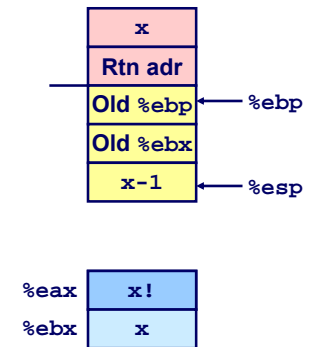 x
Rtn adr
Old %ebp %ebp
Old %ebx
x-1 %esp
%eax x!
%ebx x